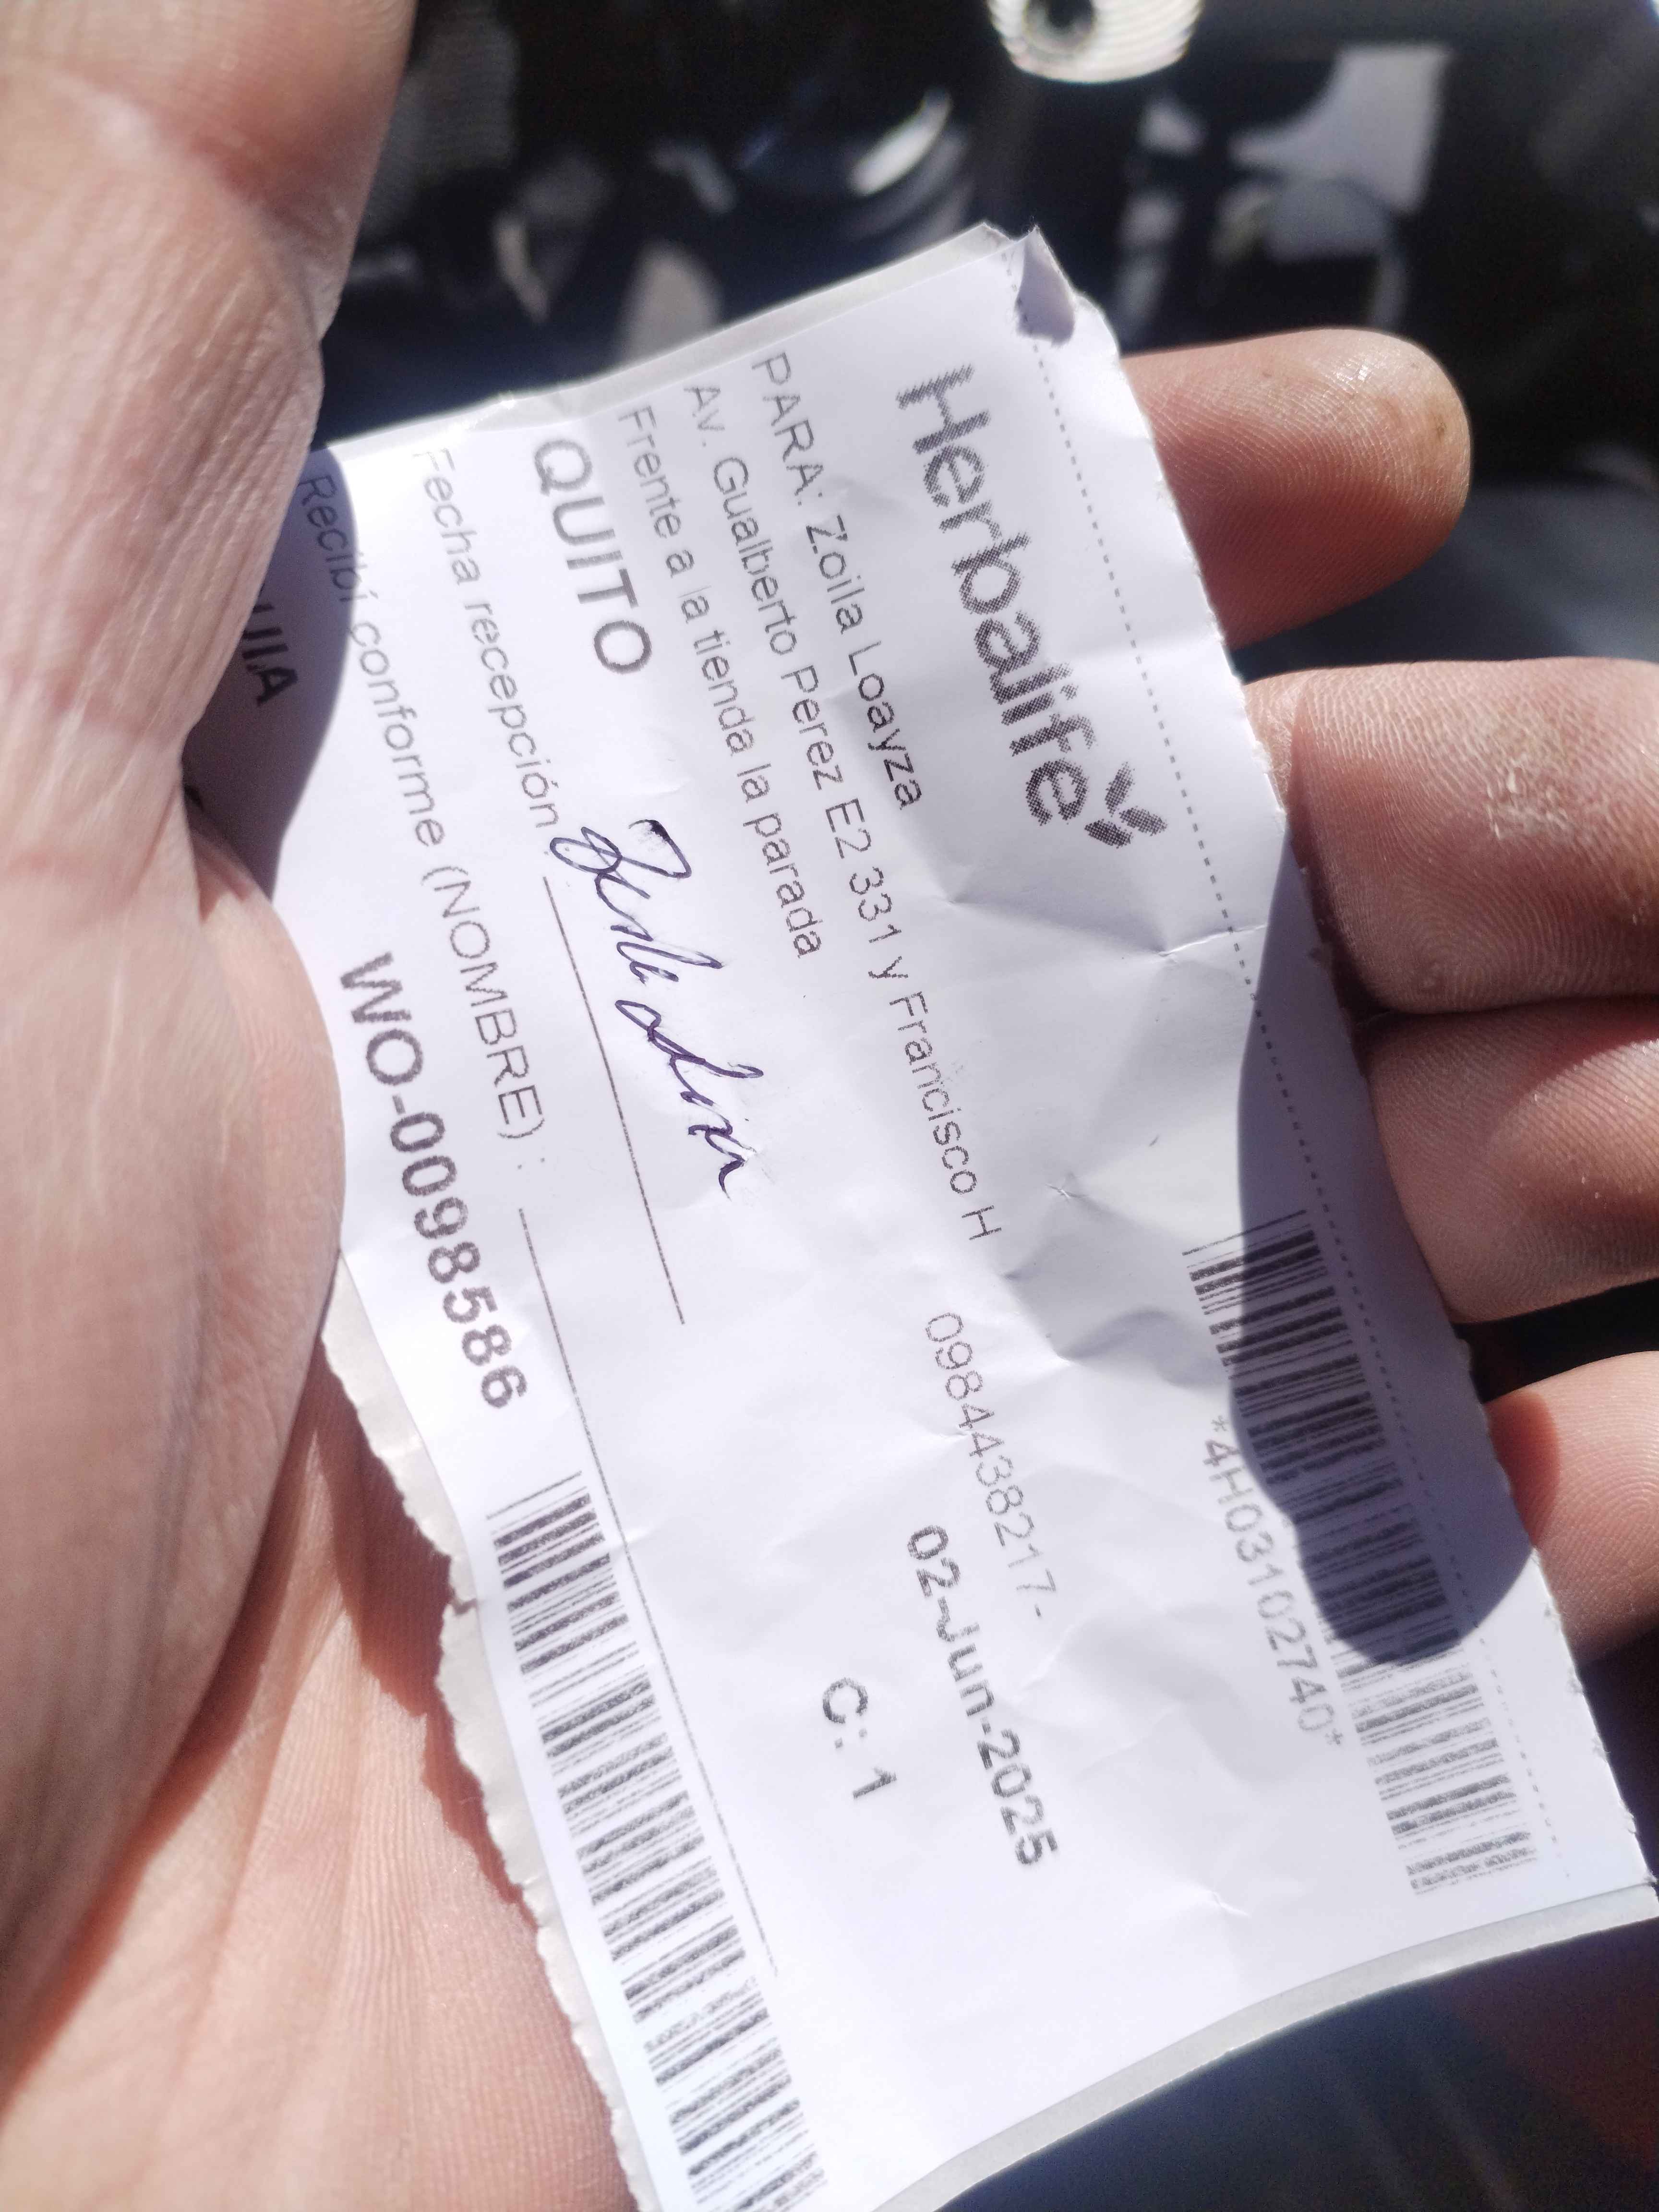 Herbalife
*4H03102740*
PARA: Zoila Loayza
Av. Gualberto Perez E2 331 y Francisco H 0984438217-
Frente a la tienda la parada
02-Jun-2025
QUITO
C: 1
Fecha recepción
Recibí conforme (NOMBRE) :
WO-0098586